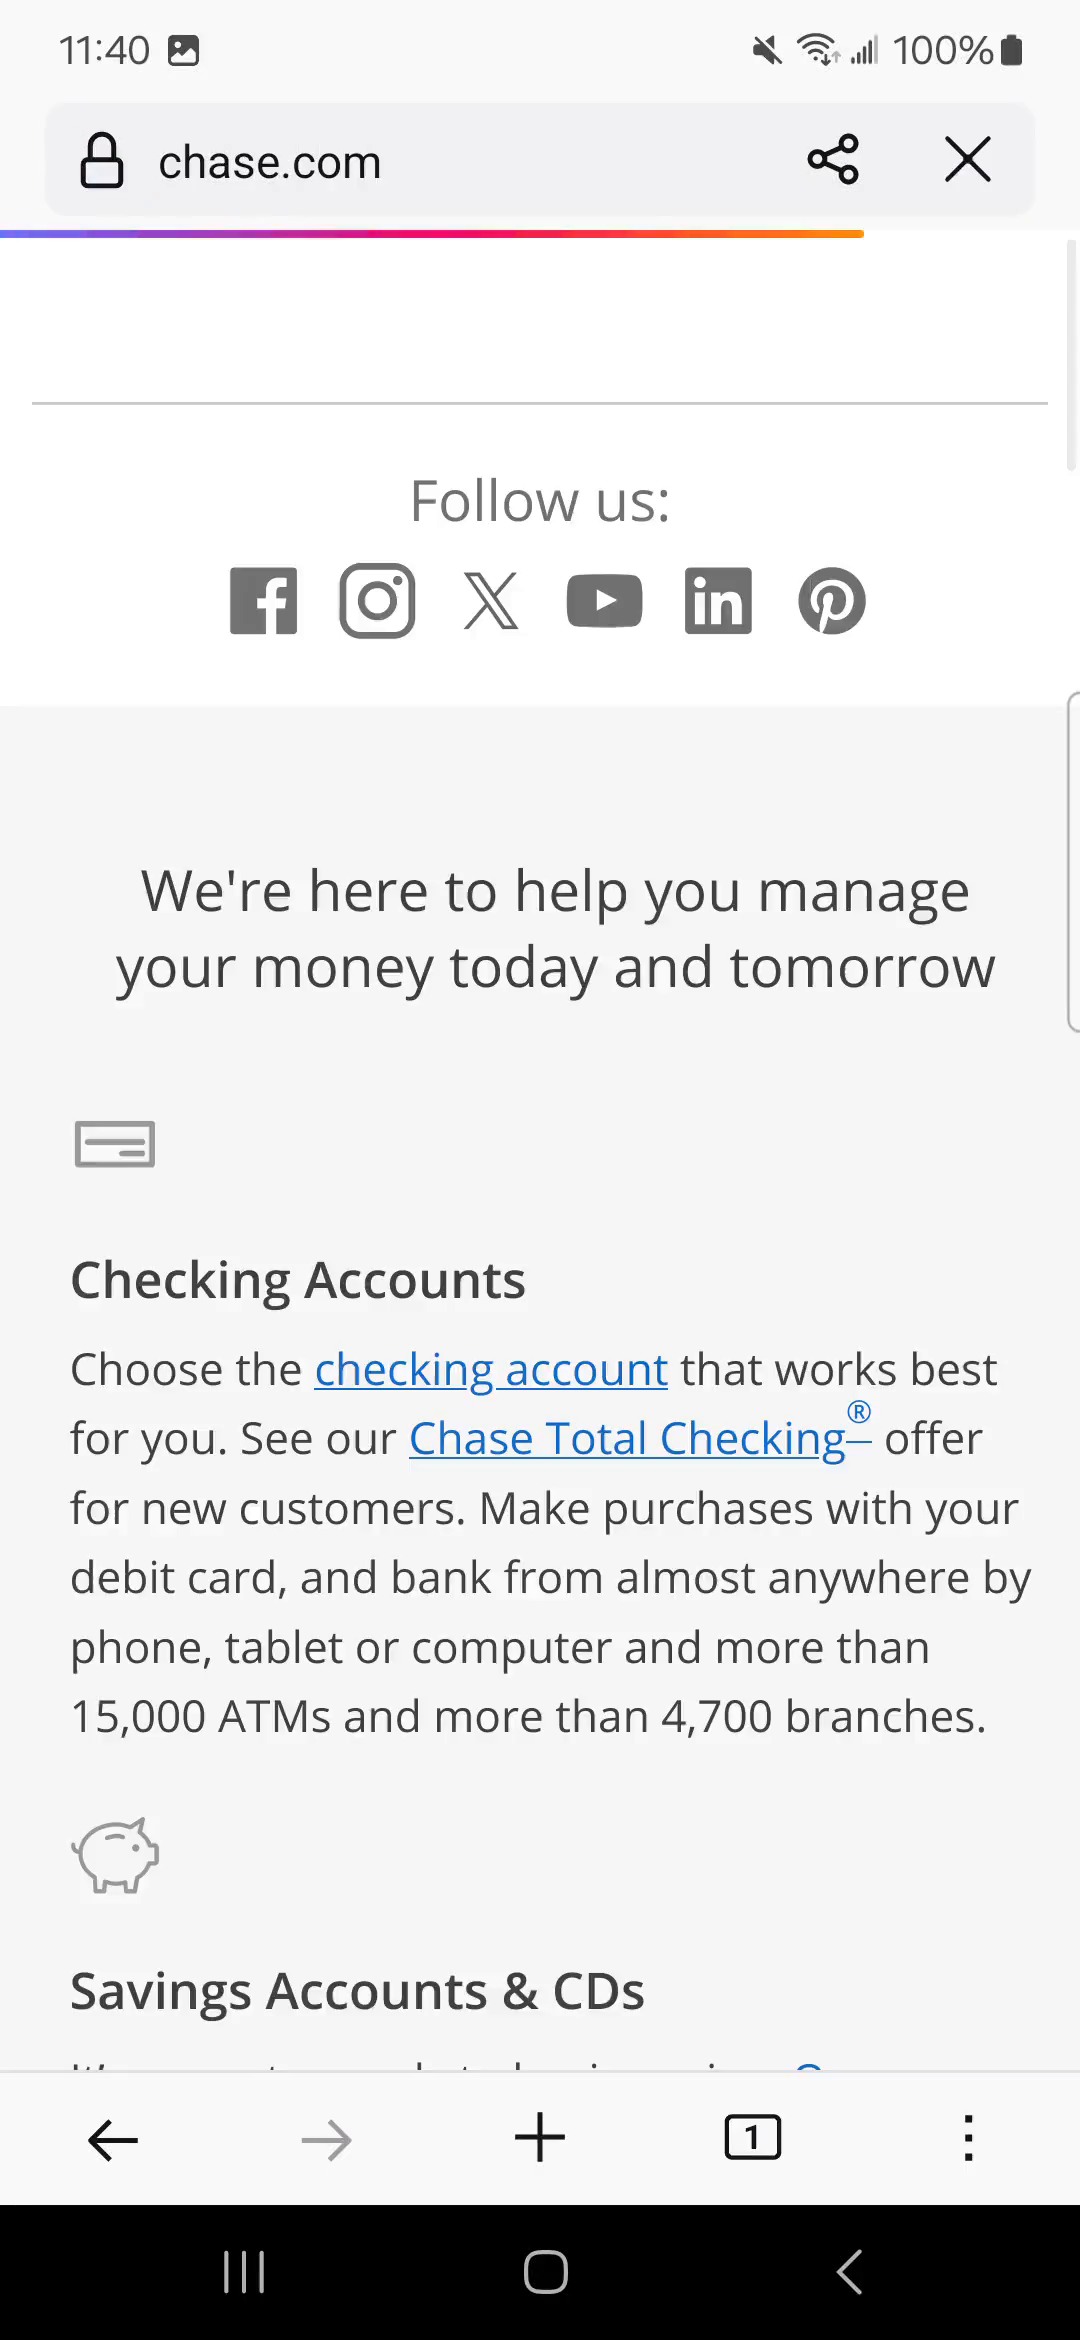 11:40
100%
chase.com
Follow us:
We're here to help you manage
your money today and tomorrow
Checking Accounts
Choose the checking account that works best
for you. See our Chase Total Checking® offer
for new customers. Make purchases with your
debit card, and bank from almost anywhere by
phone, tablet or computer and more than
15,000 ATMs and more than 4,700 branches.
Savings Accounts & CDs
1